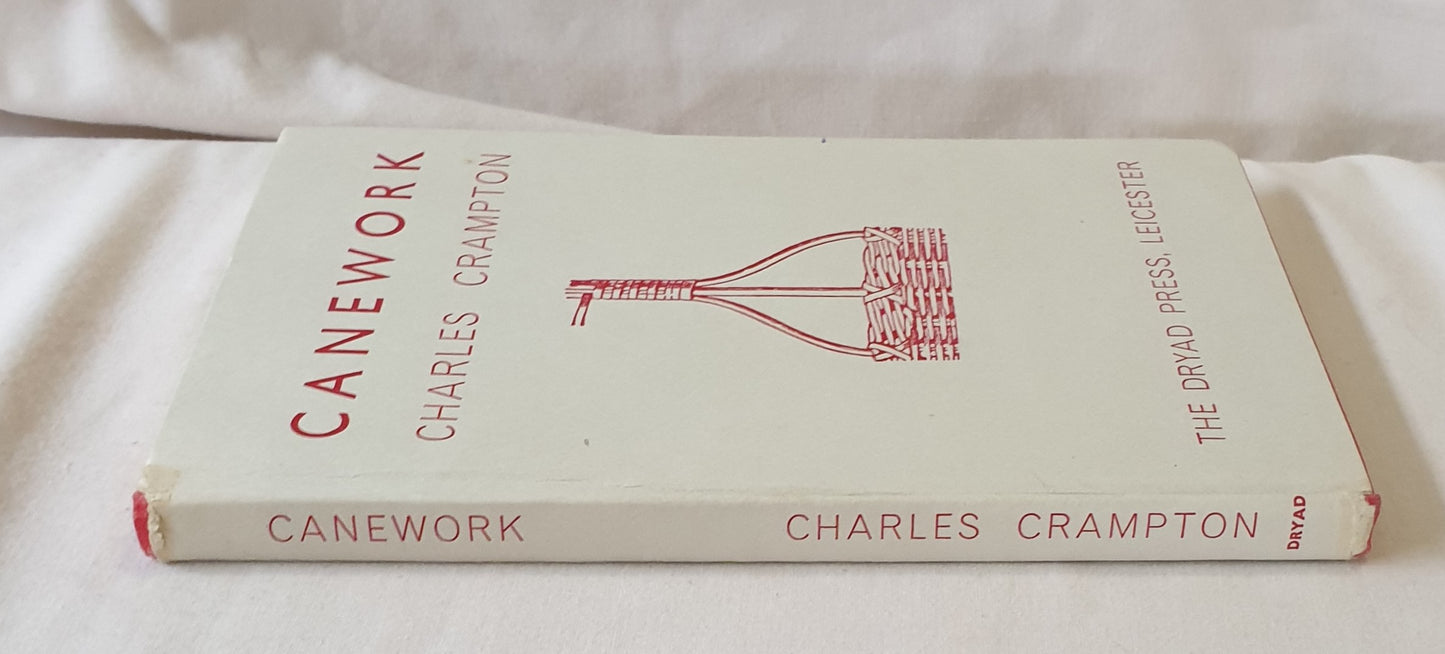 CANEWORK
CHARLES CRAMPTON
THE DRYAD PRESS, LEICESTER
CANEWORK CHARLES CRAMPTON DRYAD